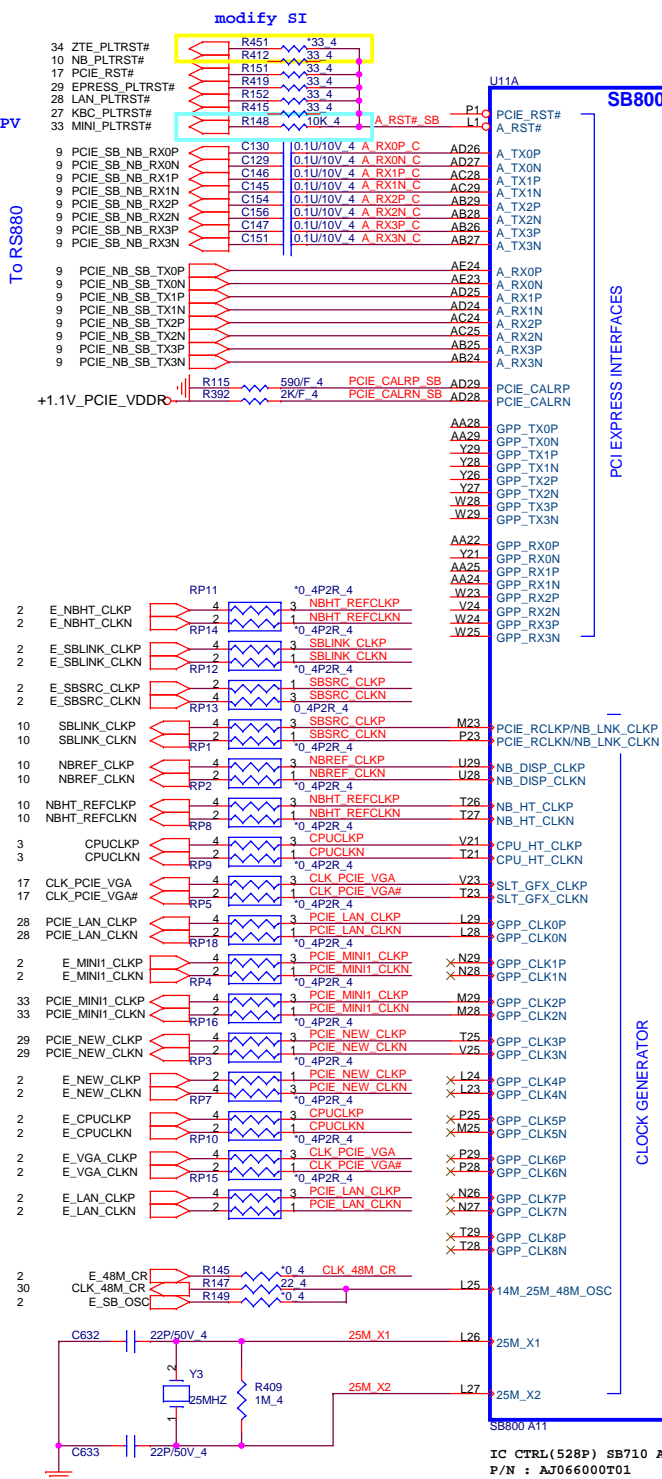 modify SI
34 ZTE_PLTRST# R451 *33_4
10 NB_PLTRST# R412 33_4
17 PCIE_RST# R151 33_4
29 EPRESS_PLTRST# R419 33_4
28 LAN_PLTRST# R152 33_4
27 KBC_PLTRST# R415 33_4
33 MINI_PLTRST# R148 10K_4 A_RST#_SB
PV
To RS880
U11A
SB800
P1 PCIE_RST#
L1 A_RST#
9 PCIE_SB_NB_RX0P C130 0.1U/10V_4 A_RX0P_C AD26 A_TX0P
9 PCIE_SB_NB_RX0N C129 0.1U/10V_4 A_RX0N_C AD27 A_TX0N
9 PCIE_SB_NB_RX1P C146 0.1U/10V_4 A_RX1P_C AC28 A_TX1P
9 PCIE_SB_NB_RX1N C145 0.1U/10V_4 A_RX1N_C AC29 A_TX1N
9 PCIE_SB_NB_RX2P C154 0.1U/10V_4 A_RX2P_C AB29 A_TX2P
9 PCIE_SB_NB_RX2N C156 0.1U/10V_4 A_RX2N_C AB28 A_TX2N
9 PCIE_SB_NB_RX3P C147 0.1U/10V_4 A_RX3P_C AB26 A_TX3P
9 PCIE_SB_NB_RX3N C151 0.1U/10V_4 A_RX3N_C AB27 A_TX3N
9 PCIE_NB_SB_TX0P AE24 A_RX0P
9 PCIE_NB_SB_TX0N AE23 A_RX0N
9 PCIE_NB_SB_TX1P AD25 A_RX1P
9 PCIE_NB_SB_TX1N AD24 A_RX1N
9 PCIE_NB_SB_TX2P AC24 A_RX2P
9 PCIE_NB_SB_TX2N AC25 A_RX2N
9 PCIE_NB_SB_TX3P AB25 A_RX3P
9 PCIE_NB_SB_TX3N AB24 A_RX3N
R115 590/F_4 PCIE_CALRP_SB AD29 PCIE_CALRP
+1.1V_PCIE_VDDR R392 2K/F_4 PCIE_CALRN_SB AD28 PCIE_CALRN
PCI EXPRESS INTERFACES
AA28 GPP_TX0P
AA29 GPP_TX0N
Y29 GPP_TX1P
Y28 GPP_TX1N
Y26 GPP_TX2P
Y27 GPP_TX2N
W28 GPP_TX3P
W29 GPP_TX3N
AA22 GPP_RX0P
Y21 GPP_RX0N
AA25 GPP_RX1P
AA24 GPP_RX1N
W23 GPP_RX2P
V24 GPP_RX2N
W24 GPP_RX3P
W25 GPP_RX3N
RP11 *0_4P2R_4
2 E_NBHT_CLKP 4 3 NBHT_REFCLKP
2 E_NBHT_CLKN 2 1 NBHT_REFCLKN
RP14 *0_4P2R_4
2 E_SBLINK_CLKP 4 3 SBLINK_CLKP
2 E_SBLINK_CLKN 2 1 SBLINK_CLKN
RP12 *0_4P2R_4
2 E_SBSRC_CLKP 2 1 SBSRC_CLKP
2 E_SBSRC_CLKN 4 3 SBSRC_CLKN
RP13 0_4P2R_4
10 SBLINK_CLKP 4 3 SBSRC_CLKP M23 PCIE_RCLKP/NB_LNK_CLKP
10 SBLINK_CLKN 2 1 SBSRC_CLKN P23 PCIE_RCLKN/NB_LNK_CLKN
RP1 *0_4P2R_4
10 NBREF_CLKP 4 3 NBREF_CLKP U29 NB_DISP_CLKP
10 NBREF_CLKN 2 1 NBREF_CLKN U28 NB_DISP_CLKN
RP2 *0_4P2R_4
10 NBHT_REFCLKP 4 3 NBHT_REFCLKP T26 NB_HT_CLKP
10 NBHT_REFCLKN 2 1 NBHT_REFCLKN T27 NB_HT_CLKN
RP8 *0_4P2R_4
3 CPUCLKP 4 3 CPUCLKP V21 CPU_HT_CLKP
3 CPUCLKN 2 1 CPUCLKN T21 CPU_HT_CLKN
RP9 *0_4P2R_4
17 CLK_PCIE_VGA 4 3 CLK_PCIE_VGA V23 SLT_GFX_CLKP
17 CLK_PCIE_VGA# 2 1 CLK_PCIE_VGA# T23 SLT_GFX_CLKN
RP5 *0_4P2R_4
28 PCIE_LAN_CLKP 4 3 PCIE_LAN_CLKP L29 GPP_CLK0P
28 PCIE_LAN_CLKN 2 1 PCIE_LAN_CLKN L28 GPP_CLK0N
RP18 *0_4P2R_4
2 E_MINI1_CLKP 4 3 PCIE_MINI1_CLKP N29 GPP_CLK1P
2 E_MINI1_CLKN 2 1 PCIE_MINI1_CLKN N28 GPP_CLK1N
RP4 *0_4P2R_4
33 PCIE_MINI1_CLKP 4 3 PCIE_MINI1_CLKP M29 GPP_CLK2P
33 PCIE_MINI1_CLKN 2 1 PCIE_MINI1_CLKN M28 GPP_CLK2N
RP16 *0_4P2R_4
29 PCIE_NEW_CLKP 4 3 PCIE_NEW_CLKP T25 GPP_CLK3P
29 PCIE_NEW_CLKN 2 1 PCIE_NEW_CLKN V25 GPP_CLK3N
RP3 *0_4P2R_4
2 E_NEW_CLKP 2 1 PCIE_NEW_CLKP L24 GPP_CLK4P
2 E_NEW_CLKN 4 3 PCIE_NEW_CLKN L23 GPP_CLK4N
RP7 *0_4P2R_4
2 E_CPUCLKP 4 3 CPUCLKP P25 GPP_CLK5P
2 E_CPUCLKN 2 1 CPUCLKN M25 GPP_CLK5N
RP10 *0_4P2R_4
2 E_VGA_CLKP 4 3 CLK_PCIE_VGA P29 GPP_CLK6P
2 E_VGA_CLKN 2 1 CLK_PCIE_VGA# P28 GPP_CLK6N
RP15 *0_4P2R_4
2 E_LAN_CLKP 4 3 PCIE_LAN_CLKP N26 GPP_CLK7P
2 E_LAN_CLKN 2 1 PCIE_LAN_CLKN N27 GPP_CLK7N
T29 GPP_CLK8P
T28 GPP_CLK8N
CLOCK GENERATOR
2 E_48M_CR R145 *0_4 CLK_48M_CR
30 CLK_48M_CR R147 22_4 L25 14M_25M_48M_OSC
2 E_SB_OSC R149 *0_4
C632 22P/50V_4 25M_X1 L26 25M_X1
2 Y3 25MHZ 1
R409 1M_4
25M_X2 L27 25M_X2
C633 22P/50V_4
SB800 A11
IC CTRL(528P) SB710 A
P/N : AJ066000T01